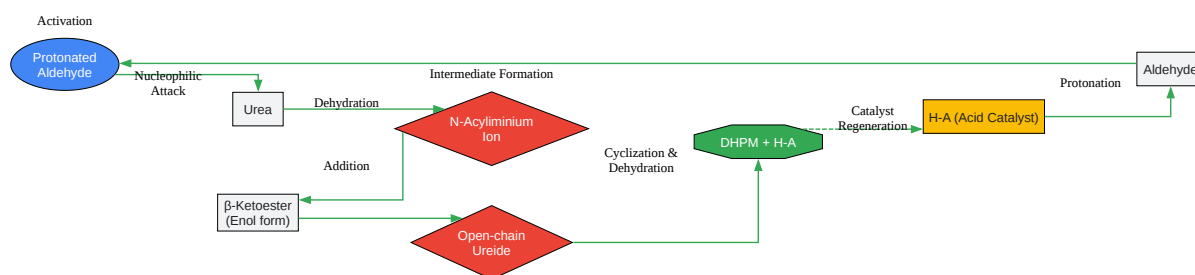 Activation
Protonated
Aldehyde
Nucleophilic
Attack
Urea
Dehydration
Intermediate Formation
N-Acyliminium
Ion
Addition
β-Ketoester
(Enol form)
Open-chain
Ureide
Cyclization &
Dehydration
DHPM + H-A
Catalyst
Regeneration
H-A (Acid Catalyst)
Protonation
Aldehyde